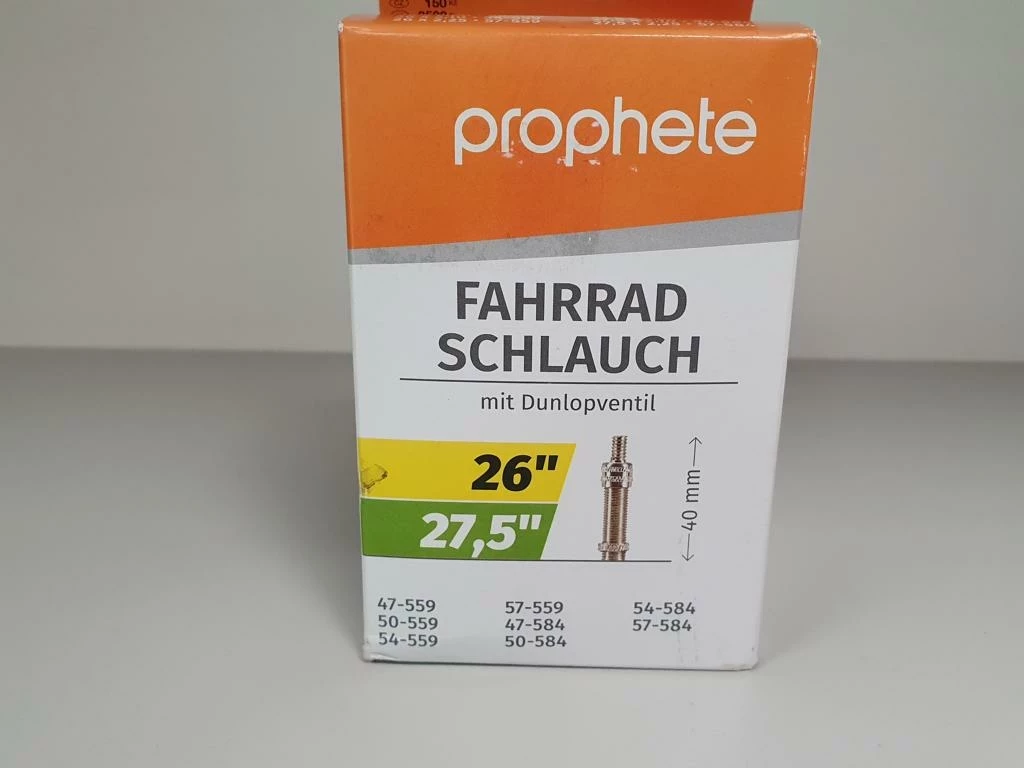 160
prophete
FAHRRAD
SCHLAUCH
mit Dunlopventil
26"
27,5"
40 mm
47-559 57-559 54-584
50-559 47-584 57-584
54-559 50-584